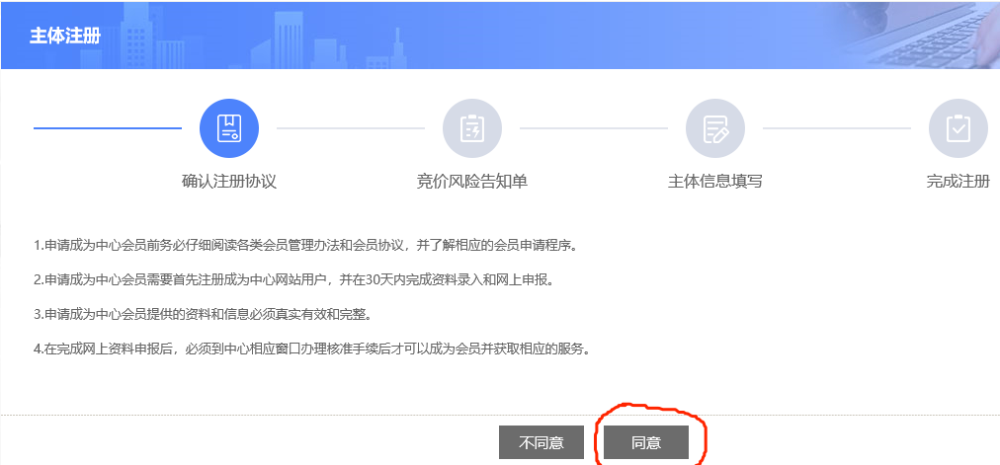 主体注册
确认注册协议
竞价风险告知单
主体信息填写
完成注册
1.申请成为中心会员前务必仔细阅读各类会员管理办法和会员协议，并了解相应的会员申请程序。
2.申请成为中心会员需要首先注册成为中心网站用户，并在30天内完成资料录入和网上申报。
3.申请成为中心会员提供的资料和信息必须真实有效和完整。
4.在完成网上资料申报后，必须到中心相应窗口办理核准手续后才可以成为会员并获取相应的服务。
不同意
同意